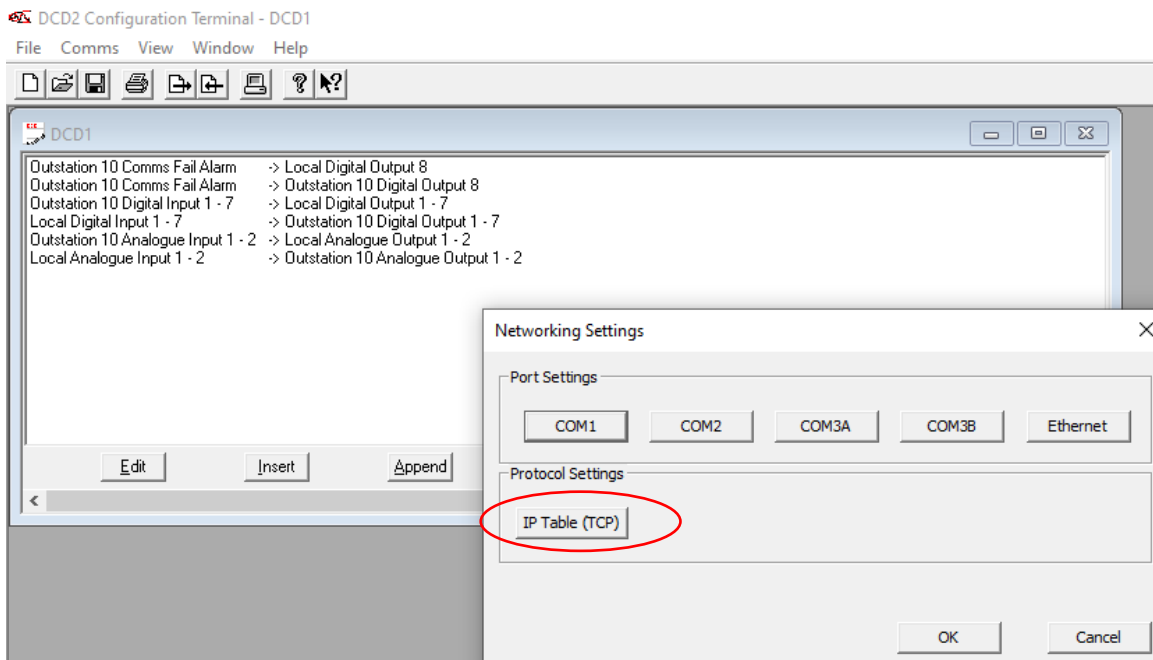 DCD2 Configuration Terminal - DCD1
File Comms View Window Help
DCD1
Outstation 10 Comms Fail Alarm -> Local Digital Output 8
Outstation 10 Comms Fail Alarm -> Outstation 10 Digital Output 8
Outstation 10 Digital Input 1 - 7 -> Local Digital Output 1 - 7
Local Digital Input 1 - 7 -> Outstation 10 Digital Output 1 - 7
Outstation 10 Analogue Input 1 - 2 -> Local Analogue Output 1 - 2
Local Analogue Input 1 - 2 -> Outstation 10 Analogue Output 1 - 2
Edit Insert Append
Networking Settings
Port Settings
COM1 COM2 COM3A COM3B Ethernet
Protocol Settings
IP Table (TCP)
OK Cancel